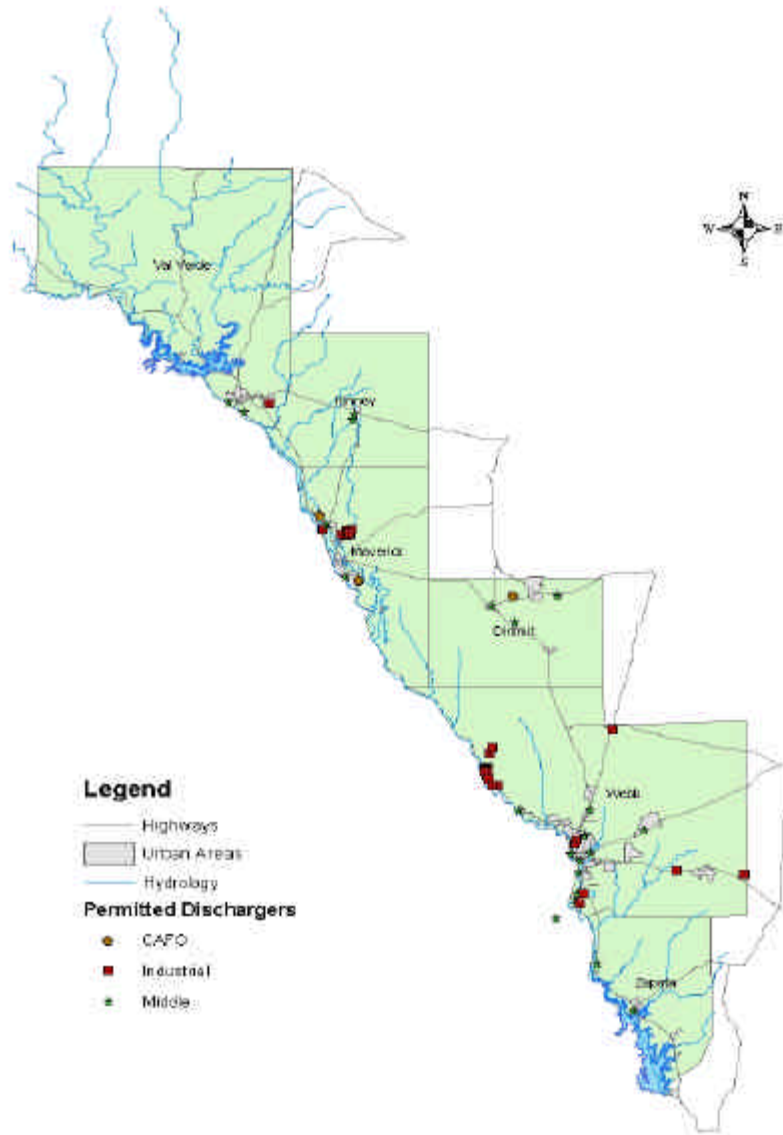 N
W E
S
Val Verde
Kinney
Maverick
Dimmit
Webb
Zapata
Legend
Highways
Urban Areas
Hydrology
Permitted Dischargers
CAFO
Industrial
Middle